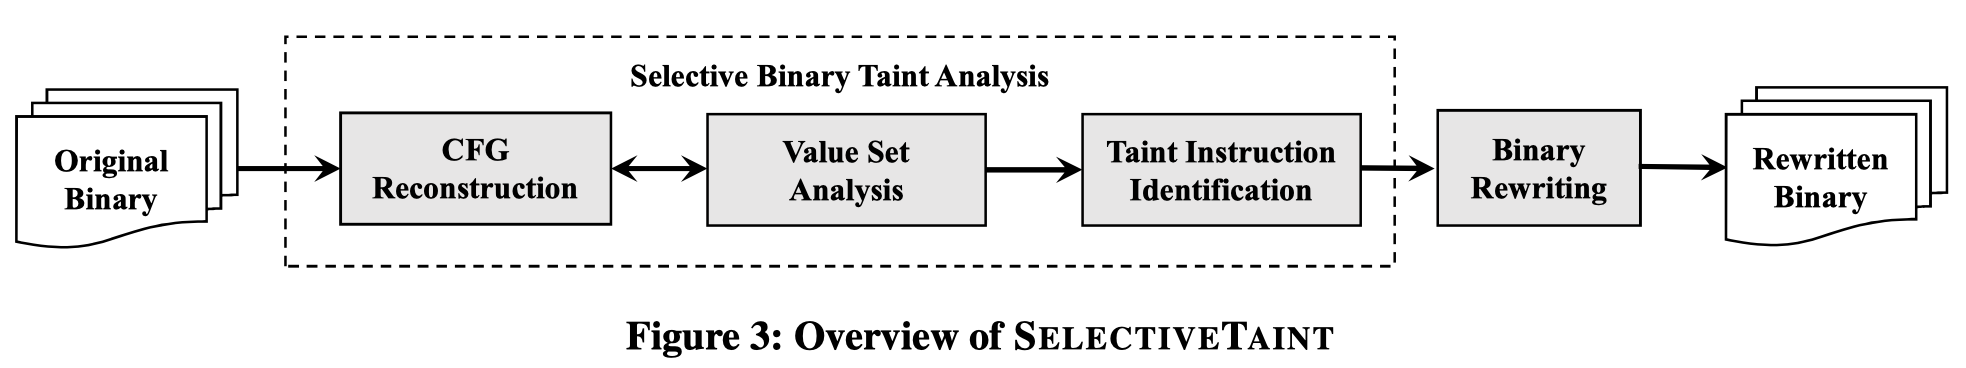 Selective Binary Taint Analysis
Original
Binary
CFG
Reconstruction
Value Set
Analysis
Taint Instruction
Identification
Binary
Rewriting
Rewritten
Binary
Figure 3: Overview of SELECTIVETAINT